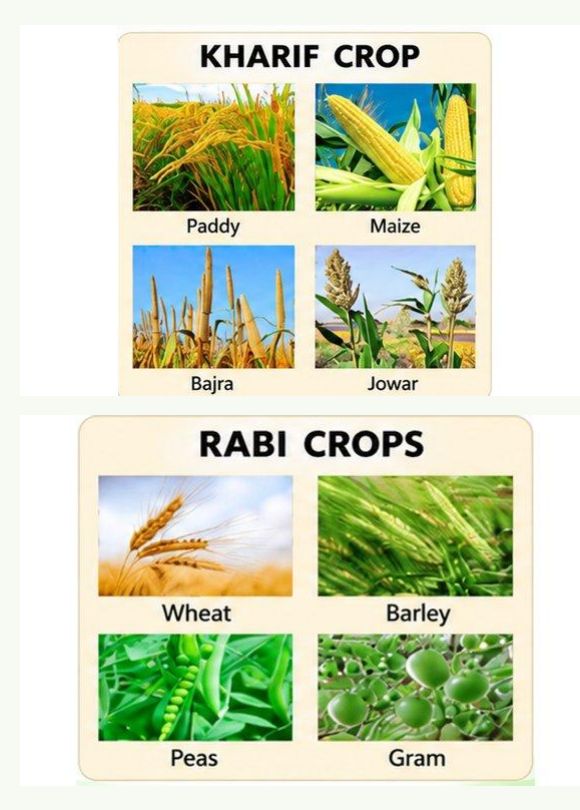 KHARIF CROP
Paddy Maize
Bajra Jowar
RABI CROPS
Wheat Barley
Peas Gram